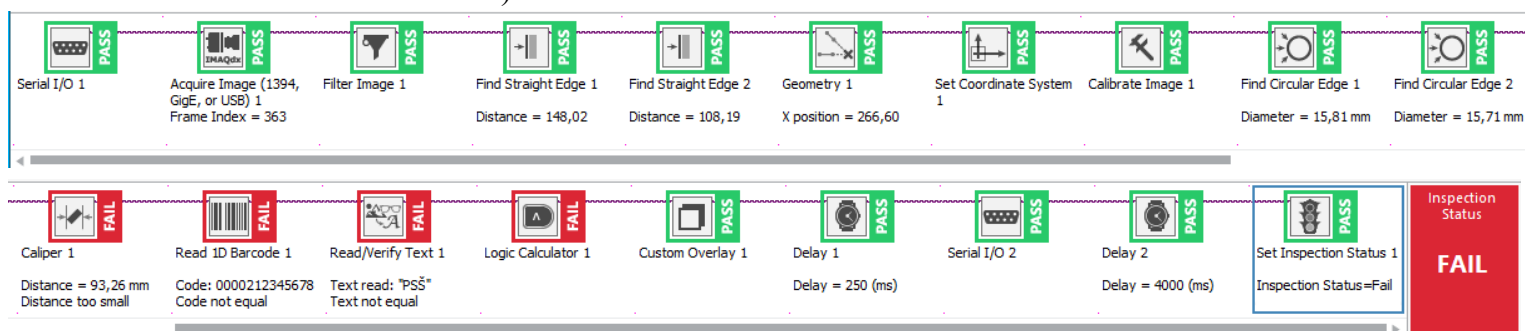 PASS
PASS
PASS
PASS
PASS
PASS
PASS
PASS
PASS
PASS
IMAQdx
Serial I/O 1
Acquire Image (1394,
GigE, or USB) 1
Frame Index = 363
Filter Image 1
Find Straight Edge 1
Distance = 148,02
Find Straight Edge 2
Distance = 108,19
Geometry 1
X position = 266,60
Set Coordinate System
1
Calibrate Image 1
Find Circular Edge 1
Diameter = 15,81 mm
Find Circular Edge 2
Diameter = 15,71 mm
FAIL
FAIL
FAIL
FAIL
PASS
PASS
PASS
PASS
PASS
A
Caliper 1
Distance = 93,26 mm
Distance too small
Read 1D Barcode 1
Code: 0000212345678
Code not equal
Read/Verify Text 1
Text read: "PSŠ"
Text not equal
Logic Calculator 1
Custom Overlay 1
Delay 1
Delay = 250 (ms)
Serial I/O 2
Delay 2
Delay = 4000 (ms)
Set Inspection Status 1
Inspection Status=Fail
Inspection
Status
FAIL